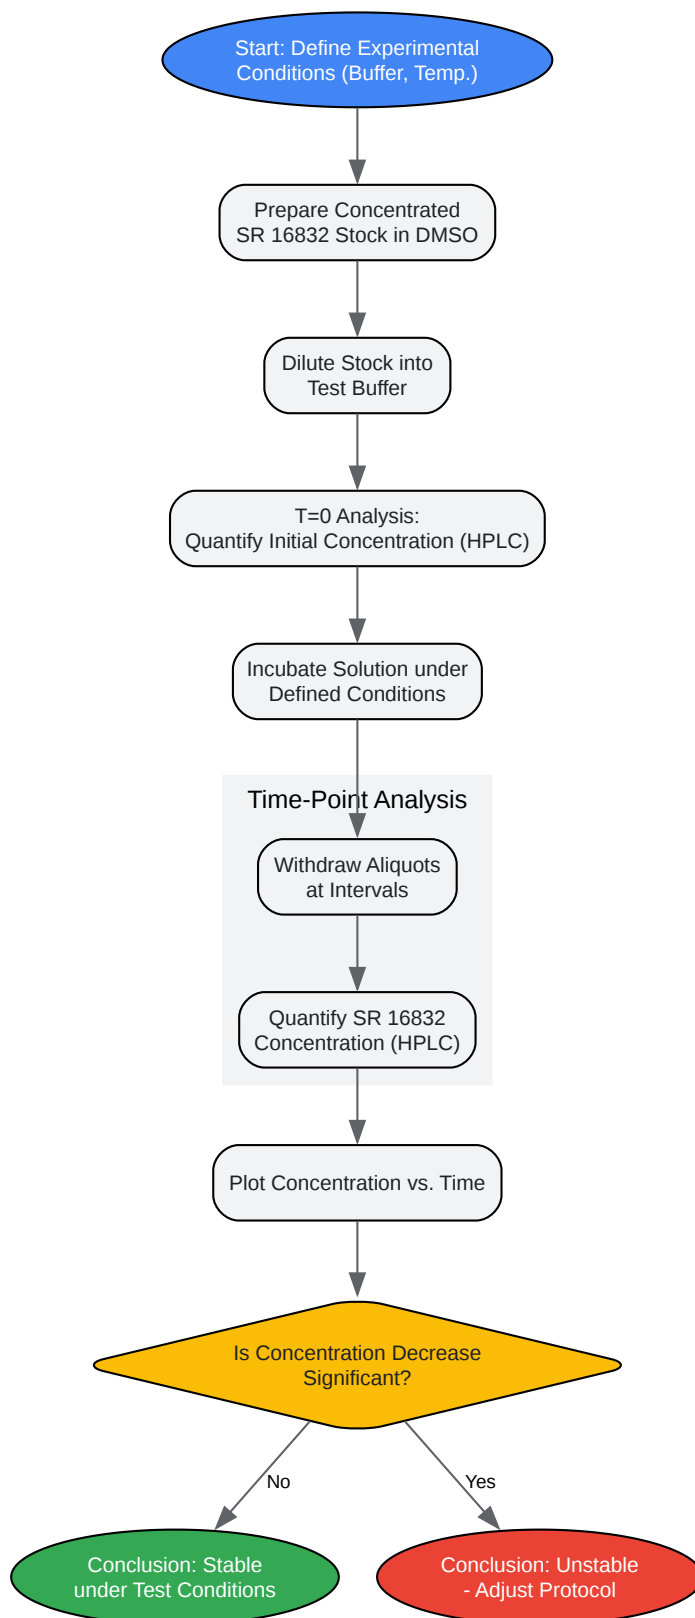 Start: Define Experimental
Conditions (Buffer, Temp.)
Prepare Concentrated
SR 16832 Stock in DMSO
Dilute Stock into
Test Buffer
T=0 Analysis:
Quantify Initial Concentration (HPLC)
Incubate Solution under
Defined Conditions
Time-Point Analysis
Withdraw Aliquots
at Intervals
Quantify SR 16832
Concentration (HPLC)
Plot Concentration vs. Time
Is Concentration Decrease
Significant?
No
Yes
Conclusion: Stable
under Test Conditions
Conclusion: Unstable
- Adjust Protocol